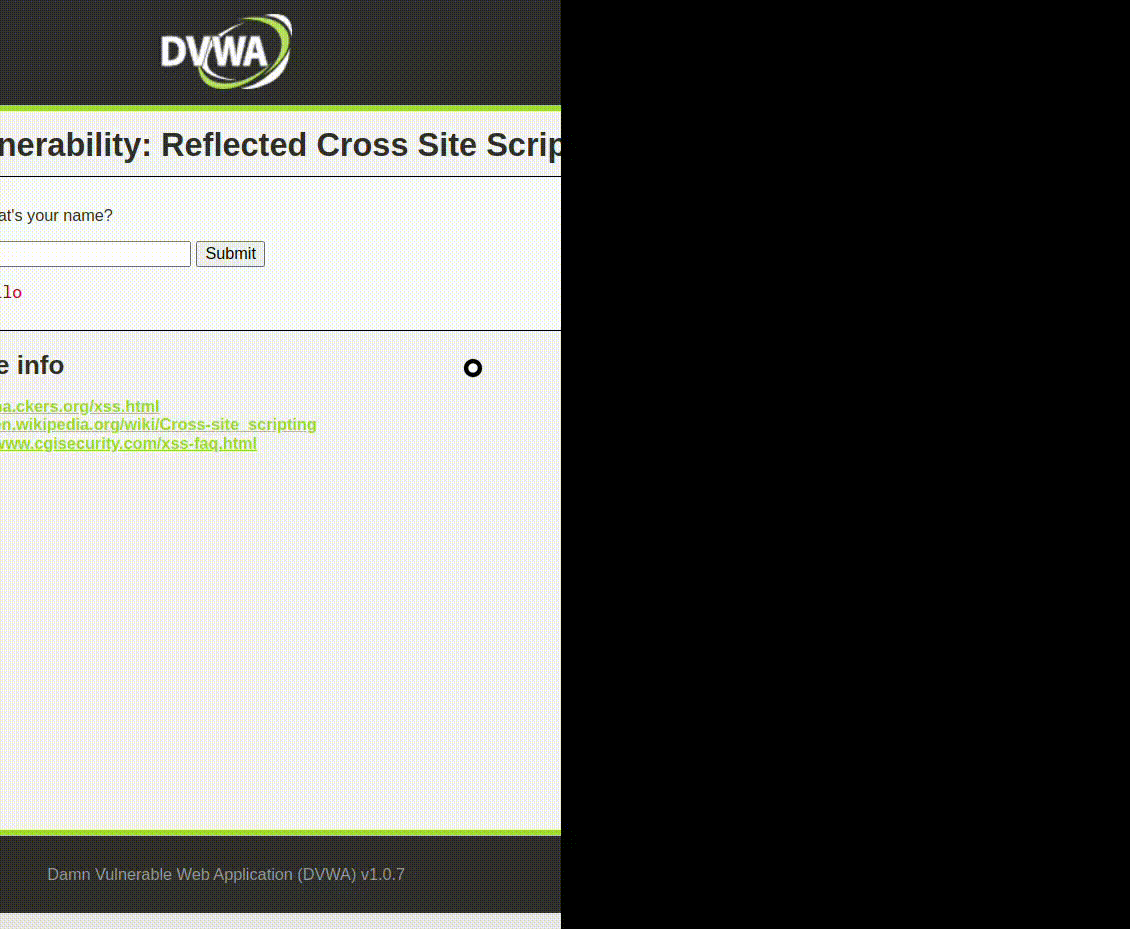 DVWA
nerability: Reflected Cross Site Scrip
at's your name?
Submit
llo
e info
na.ckers.org/xss.html
en.wikipedia.org/wiki/Cross-site_scripting
www.cgisecurity.com/xss-faq.html
Damn Vulnerable Web Application (DVWA) v1.0.7